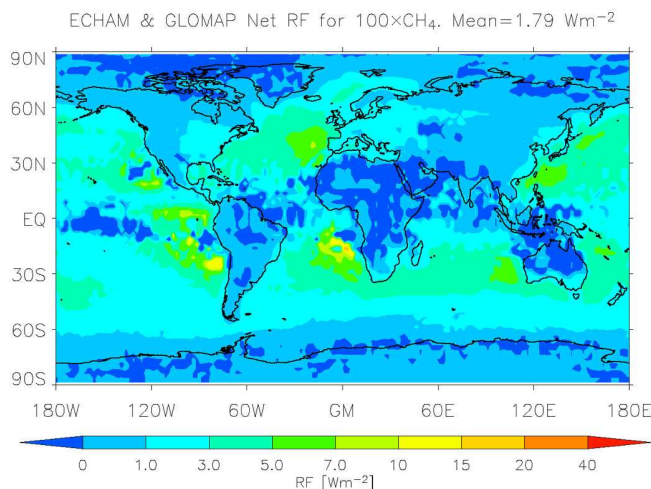 ECHAM & GLOMAP Net RF for 100×CH₄. Mean=1.79 Wm⁻²
90N
60N
30N
EQ
30S
60S
90S
180W 120W 60W GM 60E 120E 180E
0 1.0 3.0 5.0 7.0 10 15 20 40
RF [Wm⁻²]